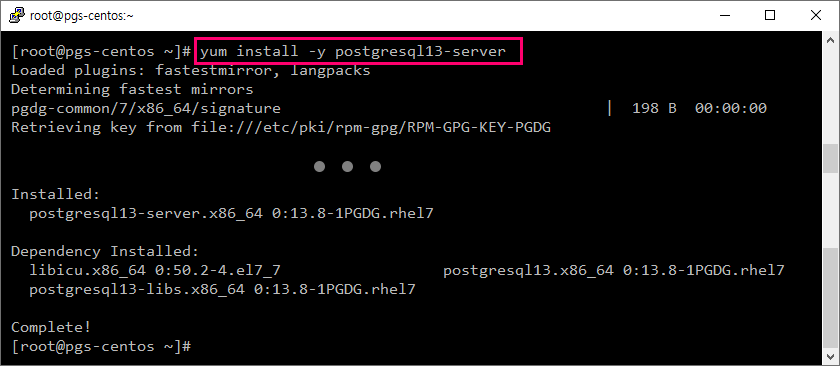 root@pgs-centos:~
[root@pgs-centos ~]# yum install -y postgresql13-server
Loaded plugins: fastestmirror, langpacks
Determining fastest mirrors
pgdg-common/7/x86_64/signature | 198 B 00:00:00
Retrieving key from file:///etc/pki/rpm-gpg/RPM-GPG-KEY-PGDG
Installed:
postgresql13-server.x86_64 0:13.8-1PGDG.rhel7
Dependency Installed:
libicu.x86_64 0:50.2-4.el7_7 postgresql13.x86_64 0:13.8-1PGDG.rhel7
postgresql13-libs.x86_64 0:13.8-1PGDG.rhel7
Complete!
[root@pgs-centos ~]#